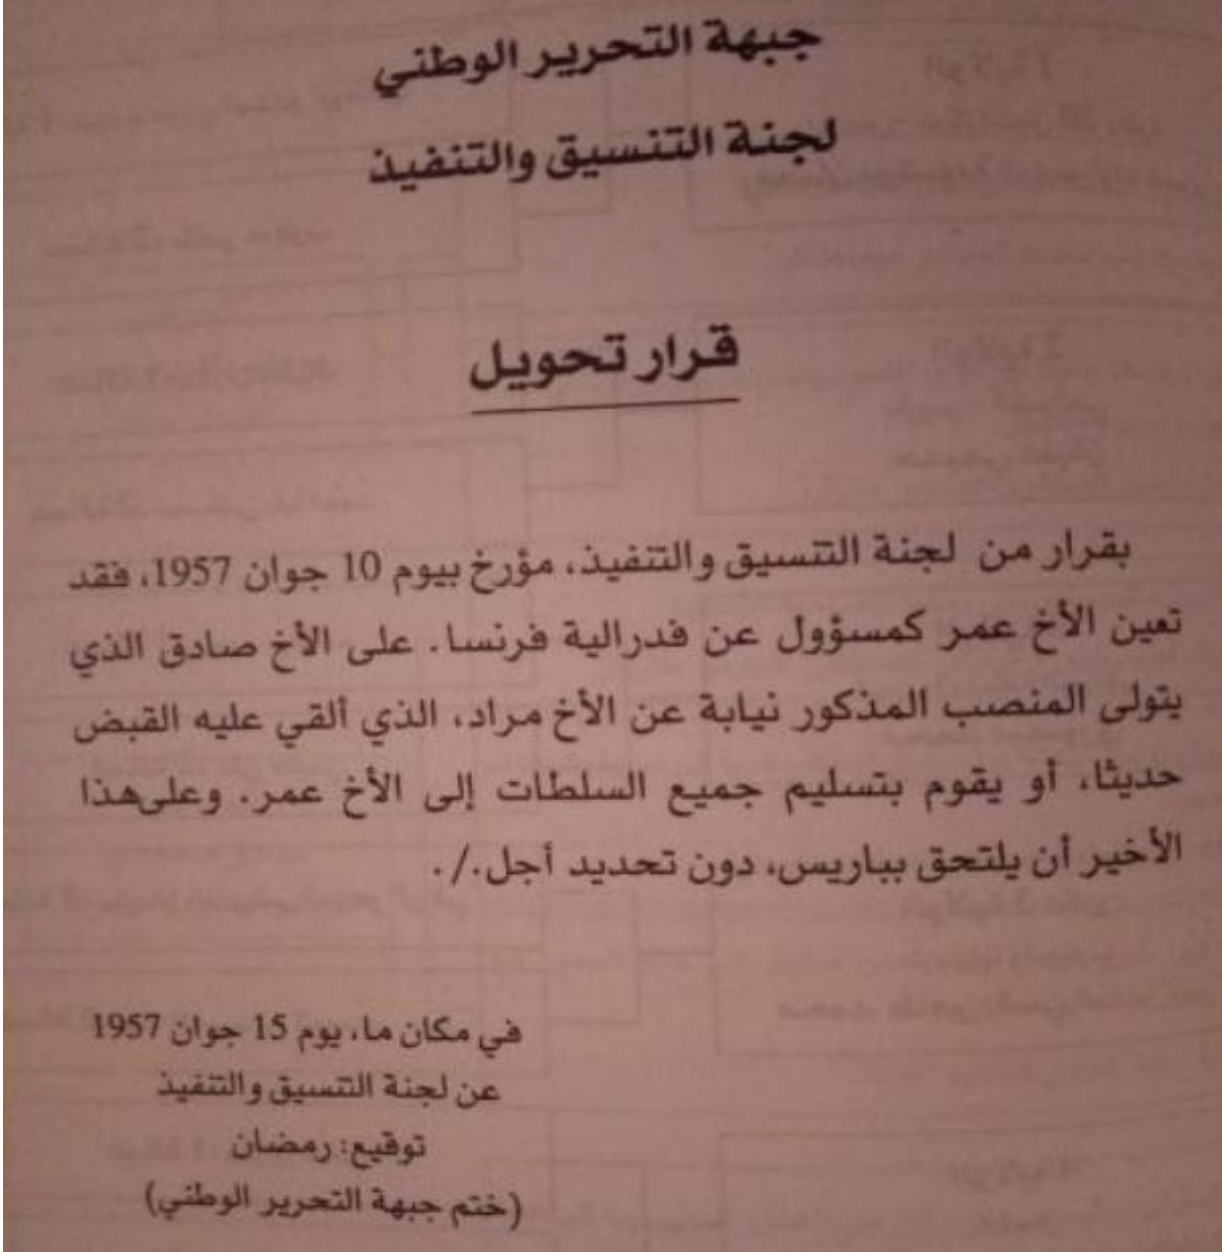 جبهة التحرير الوطني
لجنة التنسيق والتنفيذ
قرار تحويل
بقرار من لجنة التنسيق والتنفيذ، مؤرخ بيوم 10 جوان 1957، فقد
تعين الأخ عمر كمسؤول عن فدرالية فرنسا. على الأخ صادق الذي
يتولى المنصب المذكور نيابة عن الأخ مراد، الذي ألقي عليه القبض
حديثا، أو يقوم بتسليم جميع السلطات إلى الأخ عمر. وعلى هذا
الأخير أن يلتحق بباريس، دون تحديد أجل./.
في مكان ما، يوم 15 جوان 1957
عن لجنة التنسيق والتنفيذ
توقيع: رمضان
(ختم جبهة التحرير الوطني)